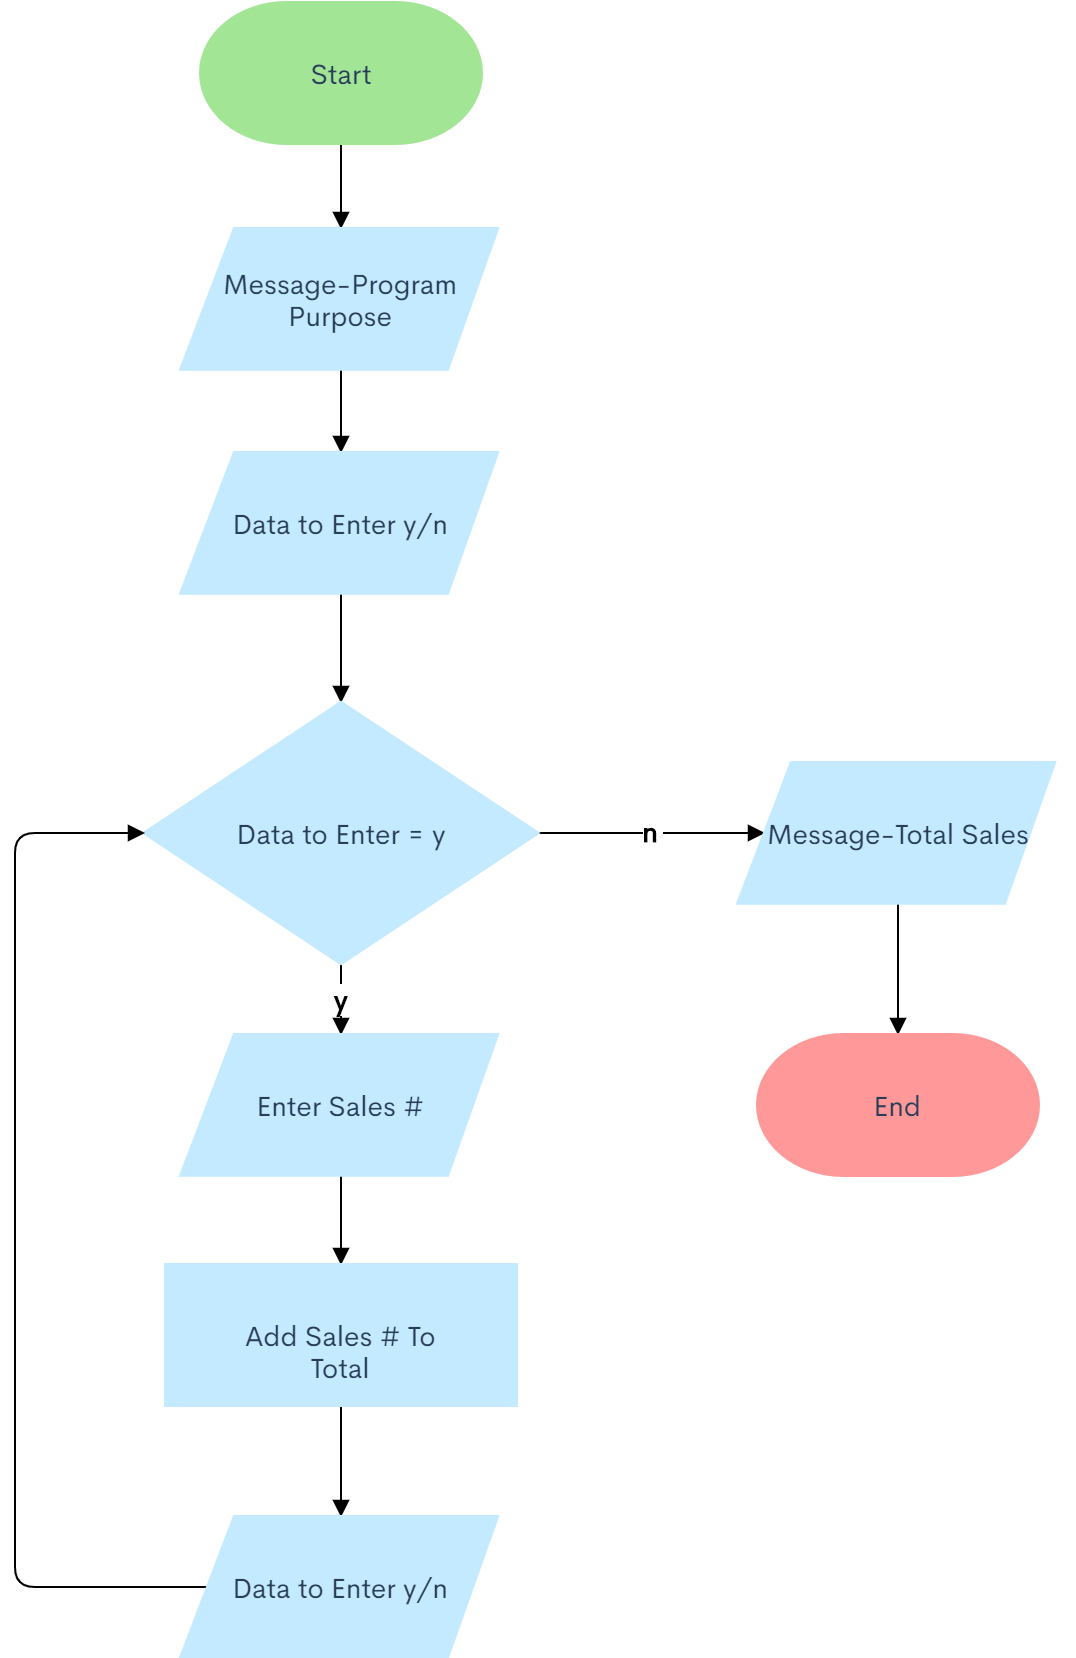 Start
Message-Program
Purpose
Data to Enter y/n
Data to Enter = y
n
Message-Total Sales
y
Enter Sales #
End
Add Sales # To
Total
Data to Enter y/n